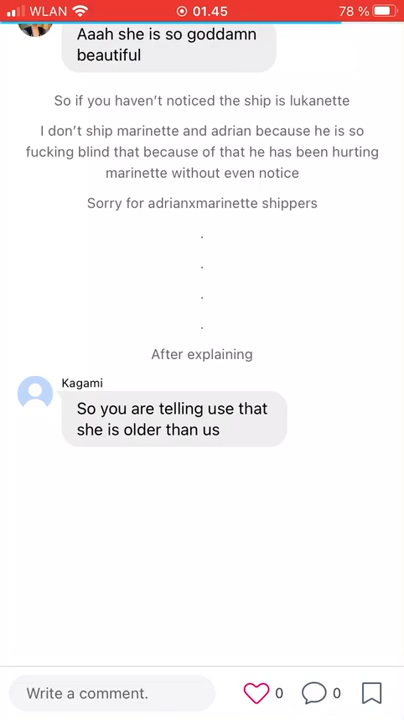 WLAN 01.45 78 %
Aaah she is so goddamn
beautiful
So if you haven't noticed the ship is lukanette
I don't ship marinette and adrian because he is so
fucking blind that because of that he has been hurting
marinette without even notice
Sorry for adrianxmarinette shippers
.
.
.
.
After explaining
Kagami
So you are telling use that
she is older than us
Write a comment. 0 0